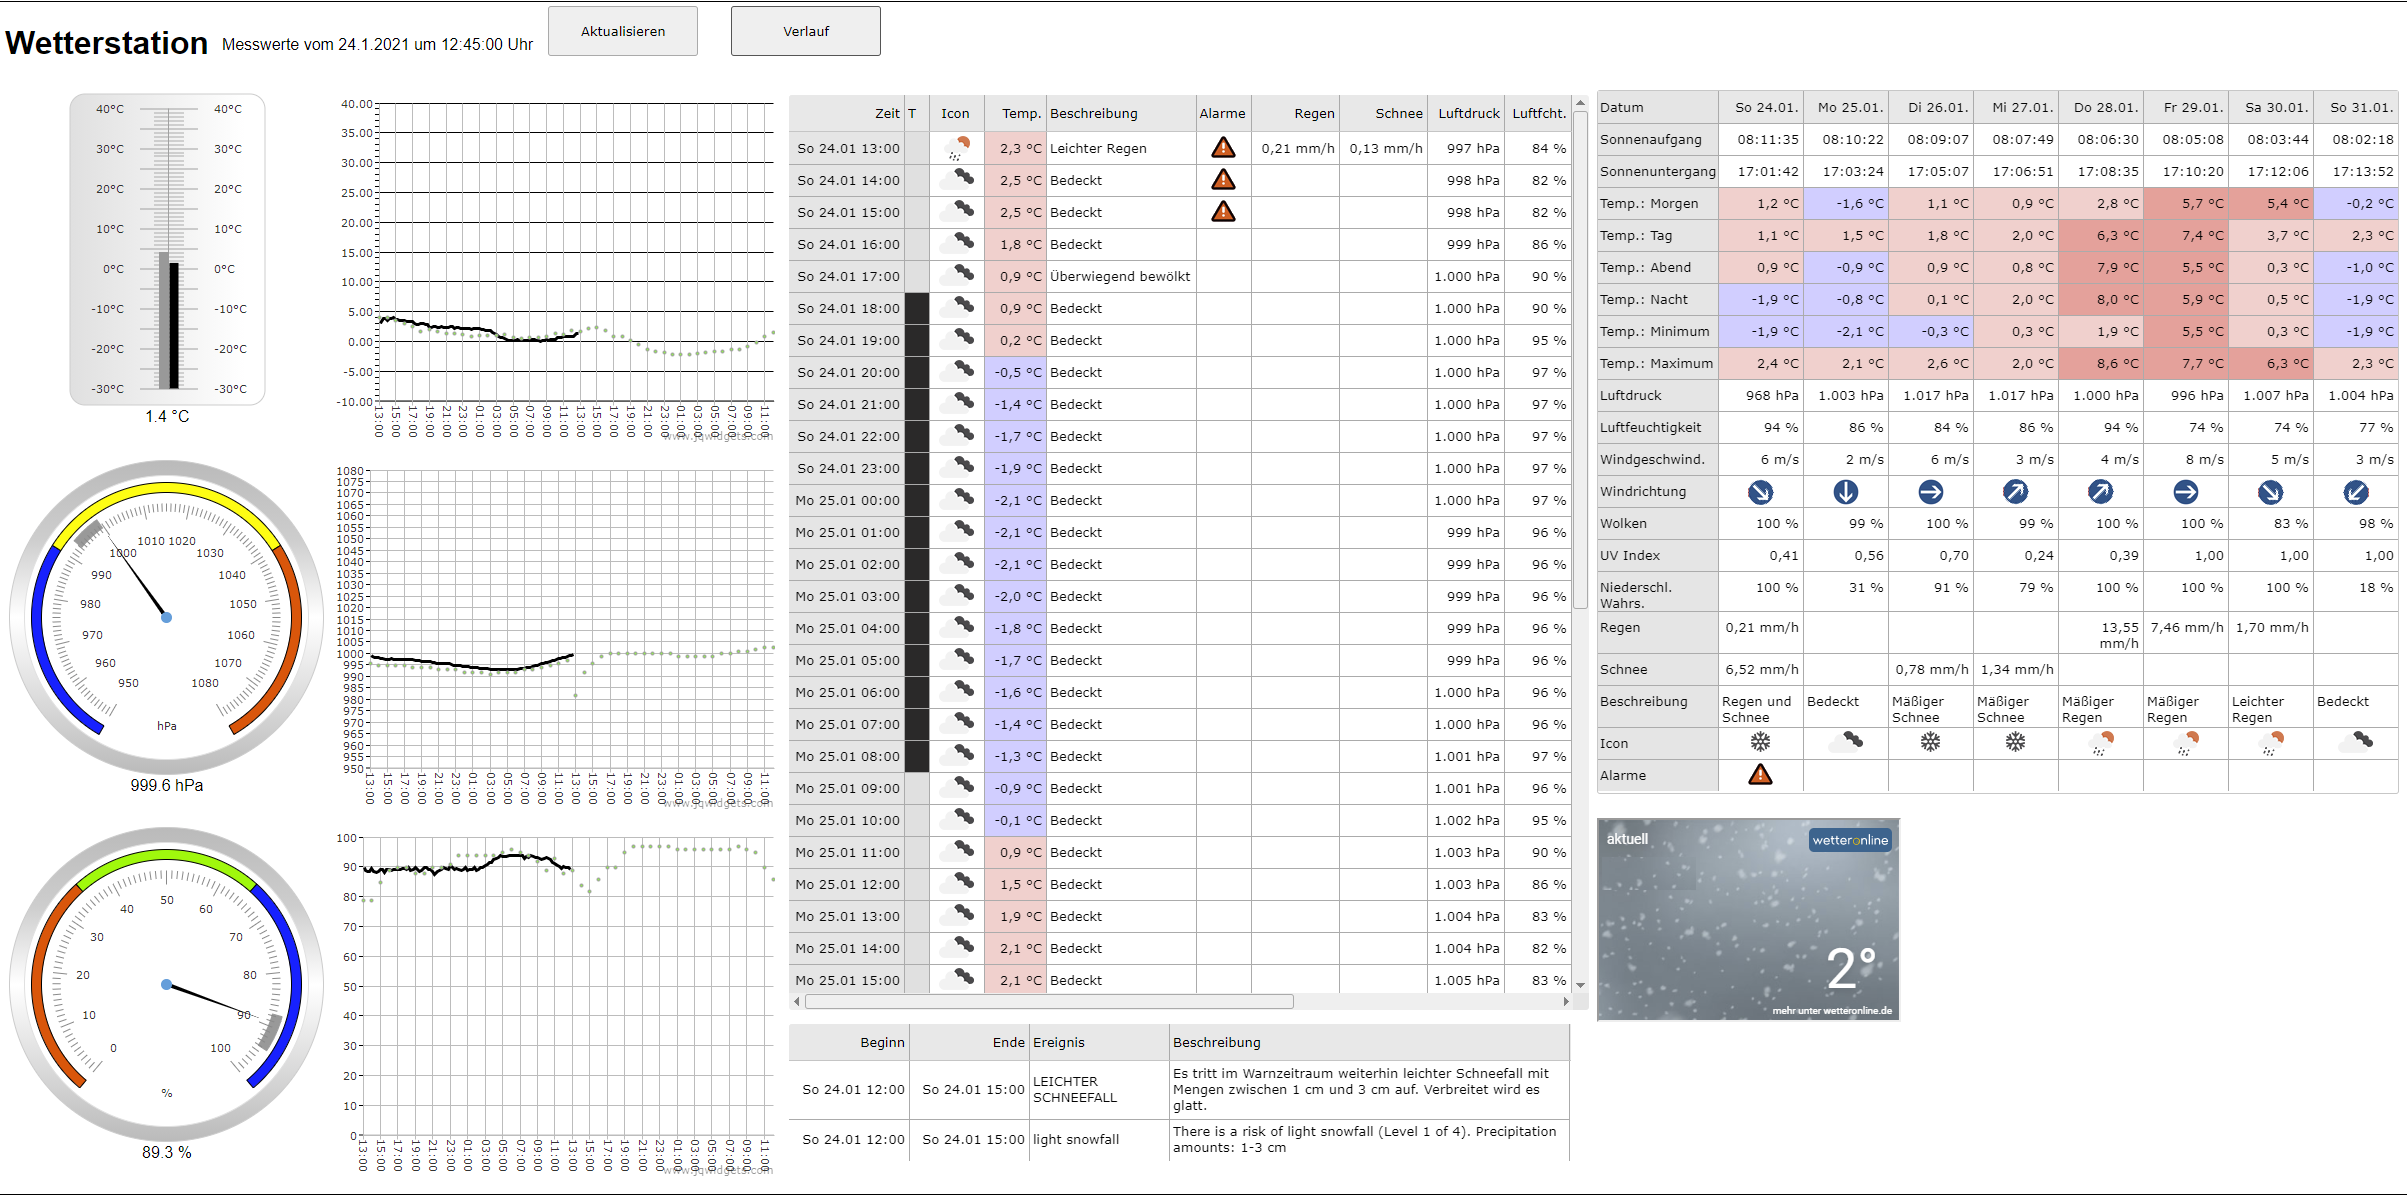 Wetterstation Messwerte vom 24.1.2021 um 12:45:00 Uhr Aktualisieren Verlauf
40°C 40°C
30°C 30°C
20°C 20°C
10°C 10°C
0°C 0°C
-10°C -10°C
-20°C -20°C
-30°C -30°C
1.4 °C
40.00
35.00
30.00
25.00
20.00
15.00
10.00
5.00
0.00
-5.00
-10.00
13:00 15:00 17:00 19:00 21:00 23:00 01:00 03:00 05:00 07:00 09:00 11:00 13:00 15:00 17:00 19:00 21:00 23:00 01:00 03:00 05:00 07:00 09:00 11:00
www.jqwidgets.com
950 960 970 980 990 1000 1010 1020 1030 1040 1050 1060 1070 1080
hPa
999.6 hPa
1080
1075
1070
1065
1060
1055
1050
1045
1040
1035
1030
1025
1020
1015
1010
1005
1000
995
990
985
980
975
970
965
960
955
950
13:00 15:00 17:00 19:00 21:00 23:00 01:00 03:00 05:00 07:00 09:00 11:00 13:00 15:00 17:00 19:00 21:00 23:00 01:00 03:00 05:00 07:00 09:00 11:00
www.jqwidgets.com
0 10 20 30 40 50 60 70 80 90 100
%
89.3 %
100
90
80
70
60
50
40
30
20
10
0
13:00 15:00 17:00 19:00 21:00 23:00 01:00 03:00 05:00 07:00 09:00 11:00 13:00 15:00 17:00 19:00 21:00 23:00 01:00 03:00 05:00 07:00 09:00 11:00
www.jqwidgets.com
Zeit T Icon Temp. Beschreibung Alarme Regen Schnee Luftdruck Luftfcht.
So 24.01 13:00 2,3 °C Leichter Regen 0,21 mm/h 0,13 mm/h 997 hPa 84 %
So 24.01 14:00 2,5 °C Bedeckt 998 hPa 82 %
So 24.01 15:00 2,5 °C Bedeckt 998 hPa 82 %
So 24.01 16:00 1,8 °C Bedeckt 999 hPa 86 %
So 24.01 17:00 0,9 °C Überwiegend bewölkt 1.000 hPa 90 %
So 24.01 18:00 0,9 °C Bedeckt 1.000 hPa 90 %
So 24.01 19:00 0,2 °C Bedeckt 1.000 hPa 95 %
So 24.01 20:00 -0,5 °C Bedeckt 1.000 hPa 97 %
So 24.01 21:00 -1,4 °C Bedeckt 1.000 hPa 97 %
So 24.01 22:00 -1,7 °C Bedeckt 1.000 hPa 97 %
So 24.01 23:00 -1,9 °C Bedeckt 1.000 hPa 97 %
Mo 25.01 00:00 -2,1 °C Bedeckt 1.000 hPa 97 %
Mo 25.01 01:00 -2,1 °C Bedeckt 999 hPa 96 %
Mo 25.01 02:00 -2,1 °C Bedeckt 999 hPa 96 %
Mo 25.01 03:00 -2,0 °C Bedeckt 999 hPa 96 %
Mo 25.01 04:00 -1,8 °C Bedeckt 999 hPa 96 %
Mo 25.01 05:00 -1,7 °C Bedeckt 999 hPa 96 %
Mo 25.01 06:00 -1,6 °C Bedeckt 1.000 hPa 96 %
Mo 25.01 07:00 -1,4 °C Bedeckt 1.000 hPa 96 %
Mo 25.01 08:00 -1,3 °C Bedeckt 1.001 hPa 97 %
Mo 25.01 09:00 -0,9 °C Bedeckt 1.001 hPa 96 %
Mo 25.01 10:00 -0,1 °C Bedeckt 1.002 hPa 95 %
Mo 25.01 11:00 0,9 °C Bedeckt 1.003 hPa 90 %
Mo 25.01 12:00 1,5 °C Bedeckt 1.003 hPa 86 %
Mo 25.01 13:00 1,9 °C Bedeckt 1.004 hPa 83 %
Mo 25.01 14:00 2,1 °C Bedeckt 1.004 hPa 82 %
Mo 25.01 15:00 2,1 °C Bedeckt 1.005 hPa 83 %
Beginn Ende Ereignis Beschreibung
So 24.01 12:00 So 24.01 15:00 LEICHTER SCHNEEFALL Es tritt im Warnzeitraum weiterhin leichter Schneefall mit
Mengen zwischen 1 cm und 3 cm auf. Verbreitet wird es
glatt.
So 24.01 12:00 So 24.01 15:00 light snowfall There is a risk of light snowfall (Level 1 of 4). Precipitation
amounts: 1-3 cm
Datum So 24.01. Mo 25.01. Di 26.01. Mi 27.01. Do 28.01. Fr 29.01. Sa 30.01. So 31.01.
Sonnenaufgang 08:11:35 08:10:22 08:09:07 08:07:49 08:06:30 08:05:08 08:03:44 08:02:18
Sonnenuntergang 17:01:42 17:03:24 17:05:07 17:06:51 17:08:35 17:10:20 17:12:06 17:13:52
Temp.: Morgen 1,2 °C -1,6 °C 1,1 °C 0,9 °C 2,8 °C 5,7 °C 5,4 °C -0,2 °C
Temp.: Tag 1,1 °C 1,5 °C 1,8 °C 2,0 °C 6,3 °C 7,4 °C 3,7 °C 2,3 °C
Temp.: Abend 0,9 °C -0,9 °C 0,9 °C 0,8 °C 7,9 °C 5,5 °C 0,3 °C -1,0 °C
Temp.: Nacht -1,9 °C -0,8 °C 0,1 °C 2,0 °C 8,0 °C 5,9 °C 0,5 °C -1,9 °C
Temp.: Minimum -1,9 °C -2,1 °C -0,3 °C 0,3 °C 1,9 °C 5,5 °C 0,3 °C -1,9 °C
Temp.: Maximum 2,4 °C 2,1 °C 2,6 °C 2,0 °C 8,6 °C 7,7 °C 6,3 °C 2,3 °C
Luftdruck 968 hPa 1.003 hPa 1.017 hPa 1.017 hPa 1.000 hPa 996 hPa 1.007 hPa 1.004 hPa
Luftfeuchtigkeit 94 % 86 % 84 % 86 % 94 % 74 % 74 % 77 %
Windgeschwind. 6 m/s 2 m/s 6 m/s 3 m/s 4 m/s 8 m/s 5 m/s 3 m/s
Windrichtung
Wolken 100 % 99 % 100 % 99 % 100 % 100 % 83 % 98 %
UV Index 0,41 0,56 0,70 0,24 0,39 1,00 1,00 1,00
Niederschl. Wahrs. 100 % 31 % 91 % 79 % 100 % 100 % 100 % 18 %
Regen 0,21 mm/h 13,55 mm/h 7,46 mm/h 1,70 mm/h
Schnee 6,52 mm/h 0,78 mm/h 1,34 mm/h
Beschreibung Regen und Schnee Bedeckt Mäßiger Schnee Mäßiger Schnee Mäßiger Regen Mäßiger Regen Leichter Regen Bedeckt
Icon
Alarme
aktuell wetteronline
2°
mehr unter wetteronline.de